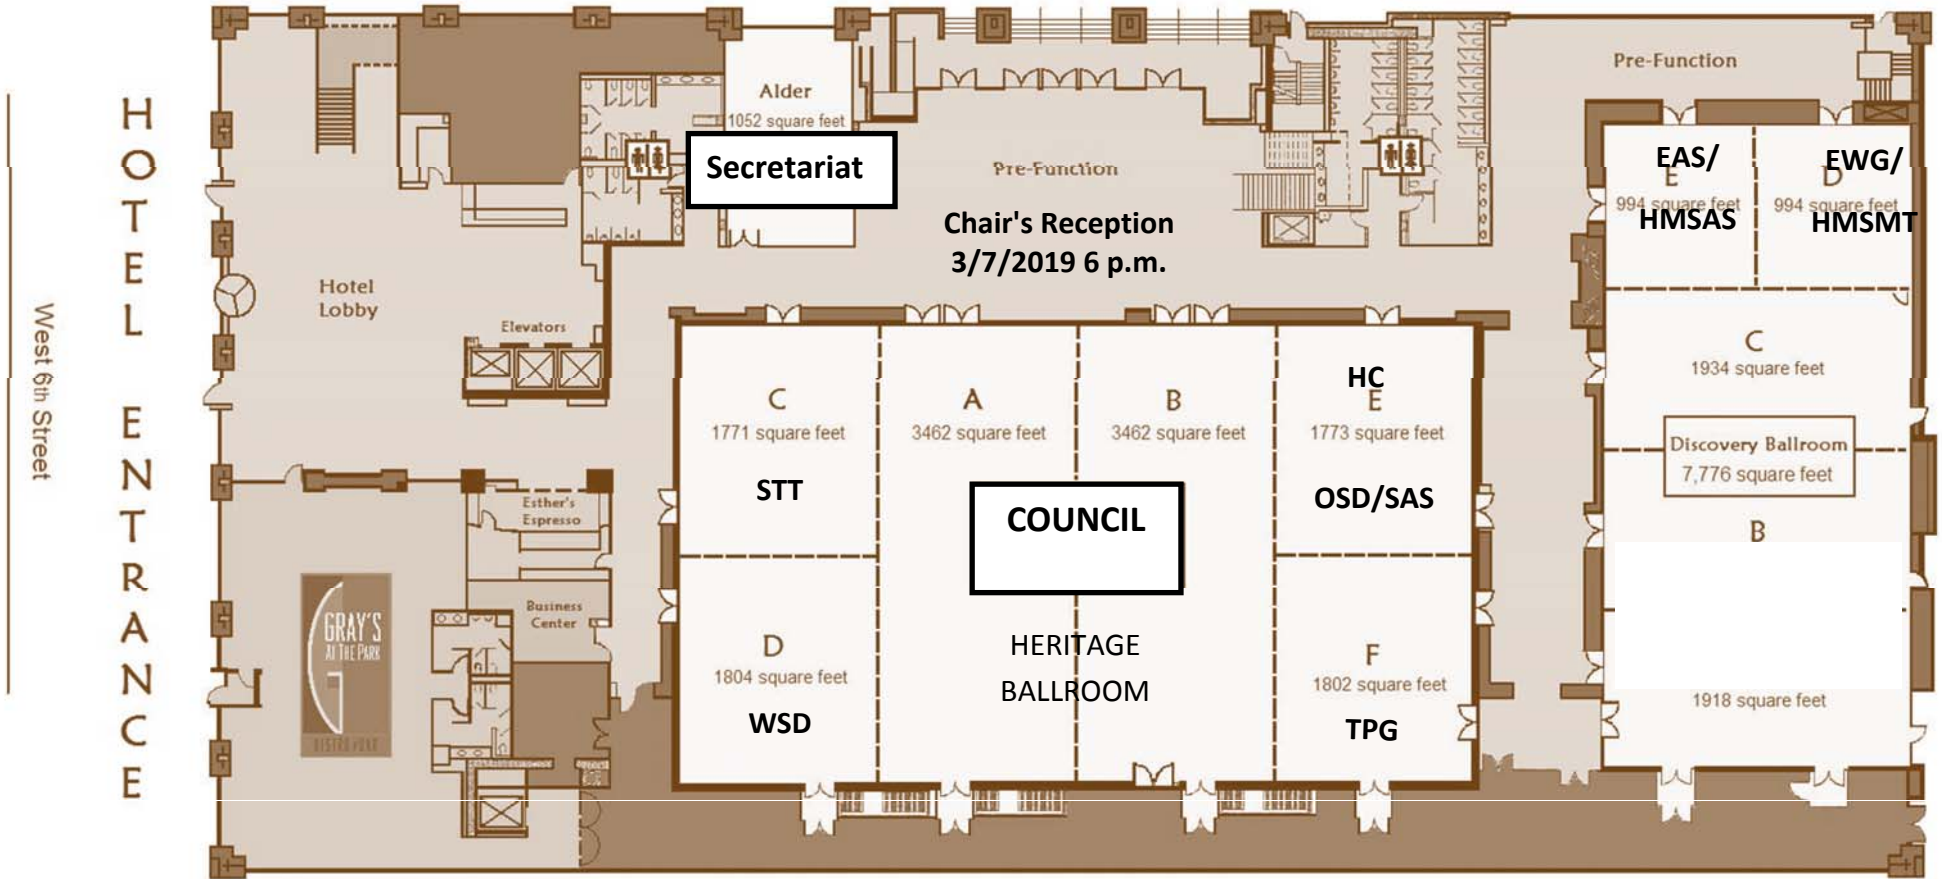 HOTEL ENTRANCE
West 6th Street
Alder
1052 square feet
Secretariat
Pre-Function
Chair's Reception
3/7/2019 6 p.m.
Pre-Function
EAS/
E
994 square feet
HMSAS
EWG/
D
994 square feet
HMSMT
Hotel
Lobby
Elevators
C
1771 square feet
STT
A
3462 square feet
B
3462 square feet
HC
E
1773 square feet
OSD/SAS
C
1934 square feet
Discovery Ballroom
7,776 square feet
B
1918 square feet
COUNCIL
HERITAGE
BALLROOM
D
1804 square feet
WSD
F
1802 square feet
TPG
Esther's
Espresso
Business
Center
GRAY'S
AT THE PARK
BISTRO & BAR